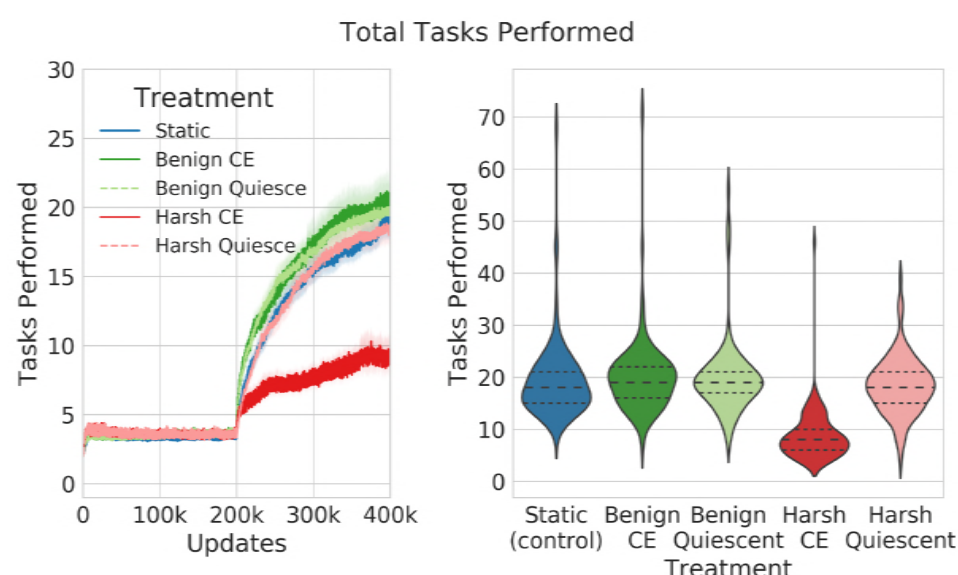 Total Tasks Performed
30
25
20
15
10
5
0
Tasks Performed
Treatment
Static
Benign CE
Benign Quiesce
Harsh CE
Harsh Quiesce
0 100k 200k 300k 400k
Updates
70
60
50
40
30
20
10
0
Tasks Performed
Static Benign Benign Harsh Harsh
(control) CE Quiescent CE Quiescent
Treatment